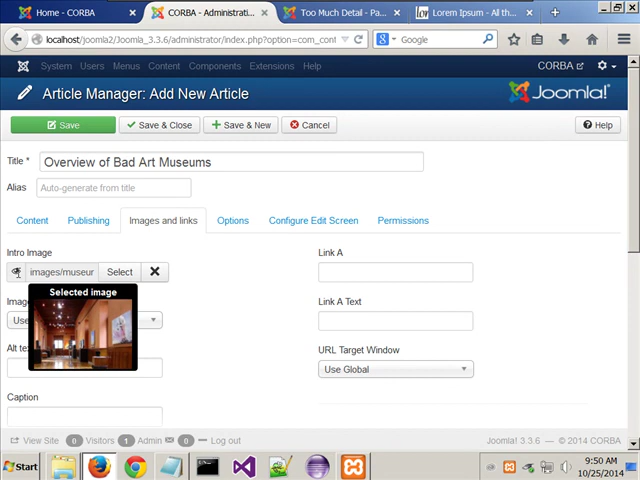 Home - CORBA
CORBA - Administrati...
Too Much Detail - Pa...
Lorem Ipsum - All th...
localhost/joomla2/Joomla_3.3.6/administrator/index.php?option=com_cont
Google
System Users Menus Content Components Extensions Help
CORBA
Article Manager: Add New Article
Joomla!
Save
Save & Close
Save & New
Cancel
Help
Title * Overview of Bad Art Museums
Alias Auto-generate from title
Content Publishing Images and links Options Configure Edit Screen Permissions
Intro Image
images/museur Select
Selected image
Image
Use
Alt te
Caption
Link A
Link A Text
URL Target Window
Use Global
View Site 0 Visitors 1 Admin 0 Log out
Joomla! 3.3.6 — © 2014 CORBA
Start
9:50 AM
10/25/2014